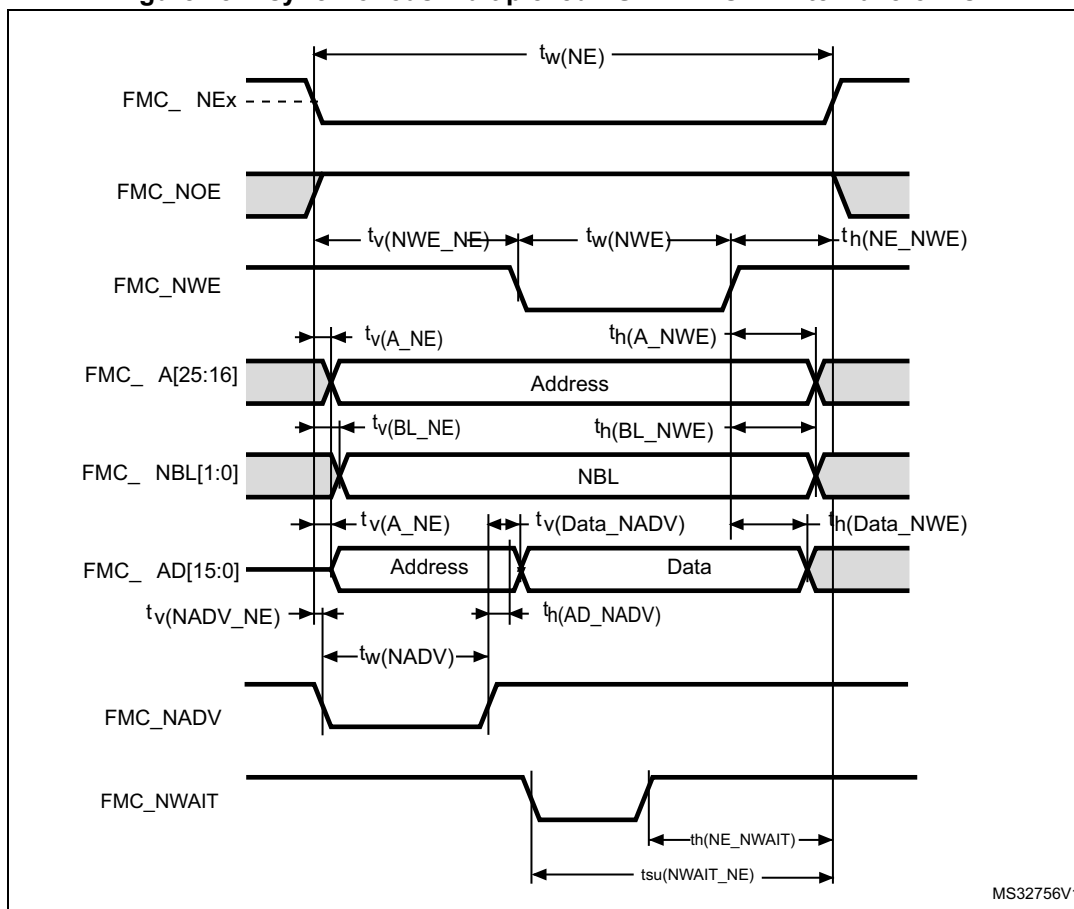 tw(NE)
FMC_ NEx
FMC_NOE
tv(NWE_NE)
tw(NWE)
th(NE_NWE)
FMC_NWE
tv(A_NE)
th(A_NWE)
FMC_ A[25:16]
Address
tv(BL_NE)
th(BL_NWE)
FMC_ NBL[1:0]
NBL
tv(A_NE)
tv(Data_NADV)
th(Data_NWE)
FMC_ AD[15:0]
Address
Data
tv(NADV_NE)
th(AD_NADV)
tw(NADV)
FMC_NADV
FMC_NWAIT
th(NE_NWAIT)
tsu(NWAIT_NE)